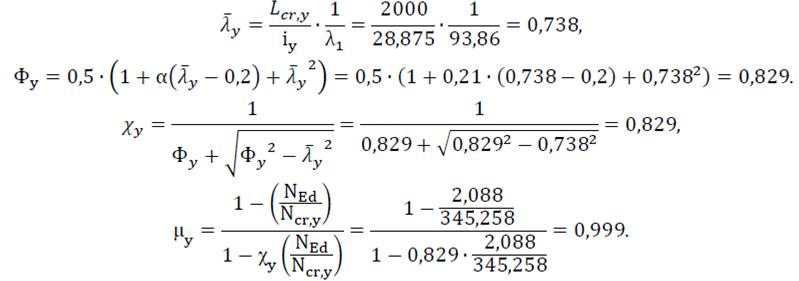 λ̄_y = L_cr,y / i_y · 1 / λ_1 = 2000 / 28,875 · 1 / 93,86 = 0,738,
Φ_y = 0,5 · (1 + α(λ̄_y − 0,2) + λ̄_y²) = 0,5 · (1 + 0,21 · (0,738 − 0,2) + 0,738²) = 0,829.
χ_y = 1 / (Φ_y + √(Φ_y² − λ̄_y²)) = 1 / (0,829 + √(0,829² − 0,738²)) = 0,829,
μ_y = (1 − (N_Ed / N_cr,y)) / (1 − χ_y (N_Ed / N_cr,y)) = (1 − 2,088 / 345,258) / (1 − 0,829 · 2,088 / 345,258) = 0,999.